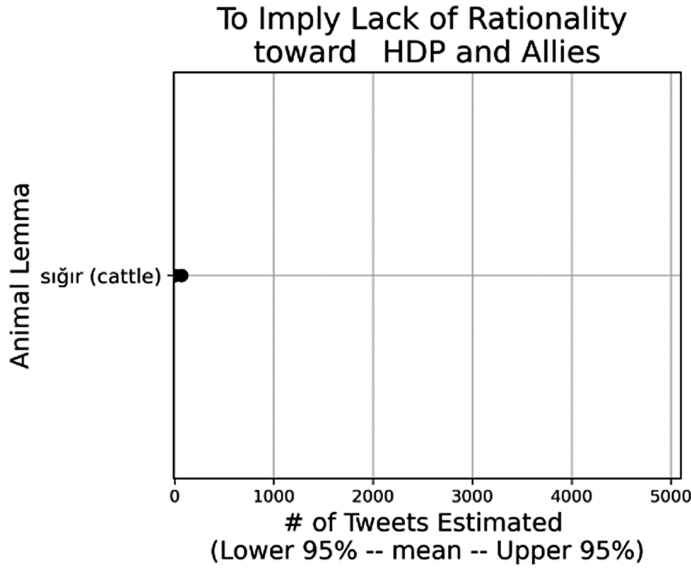 To Imply Lack of Rationality
toward HDP and Allies
Animal Lemma
sığır (cattle)
0 1000 2000 3000 4000 5000
# of Tweets Estimated
(Lower 95% -- mean -- Upper 95%)